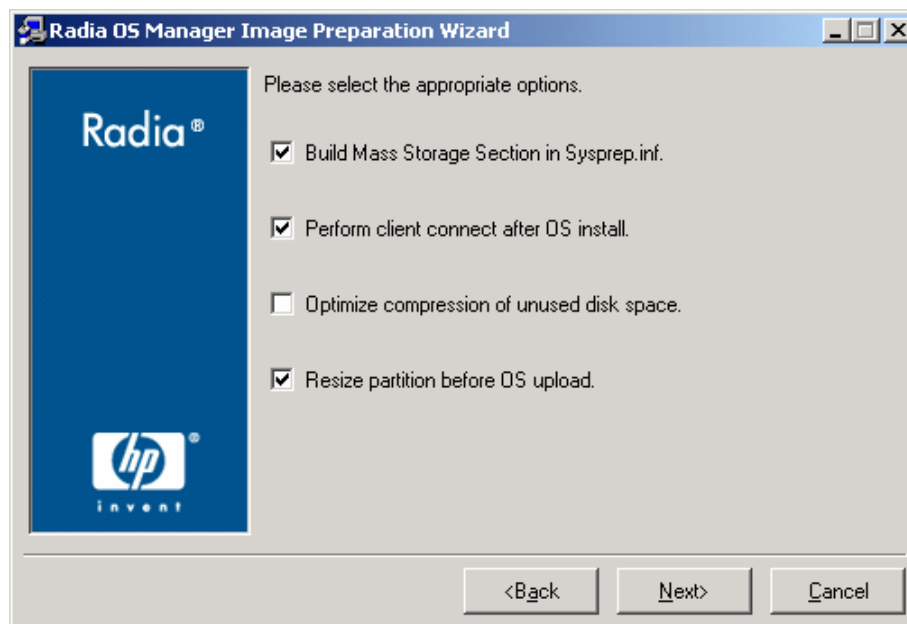 Radia OS Manager Image Preparation Wizard
Radia®
Please select the appropriate options.
Build Mass Storage Section in Sysprep.inf.
Perform client connect after OS install.
Optimize compression of unused disk space.
Resize partition before OS upload.
hp®
invent
<Back
Next>
Cancel